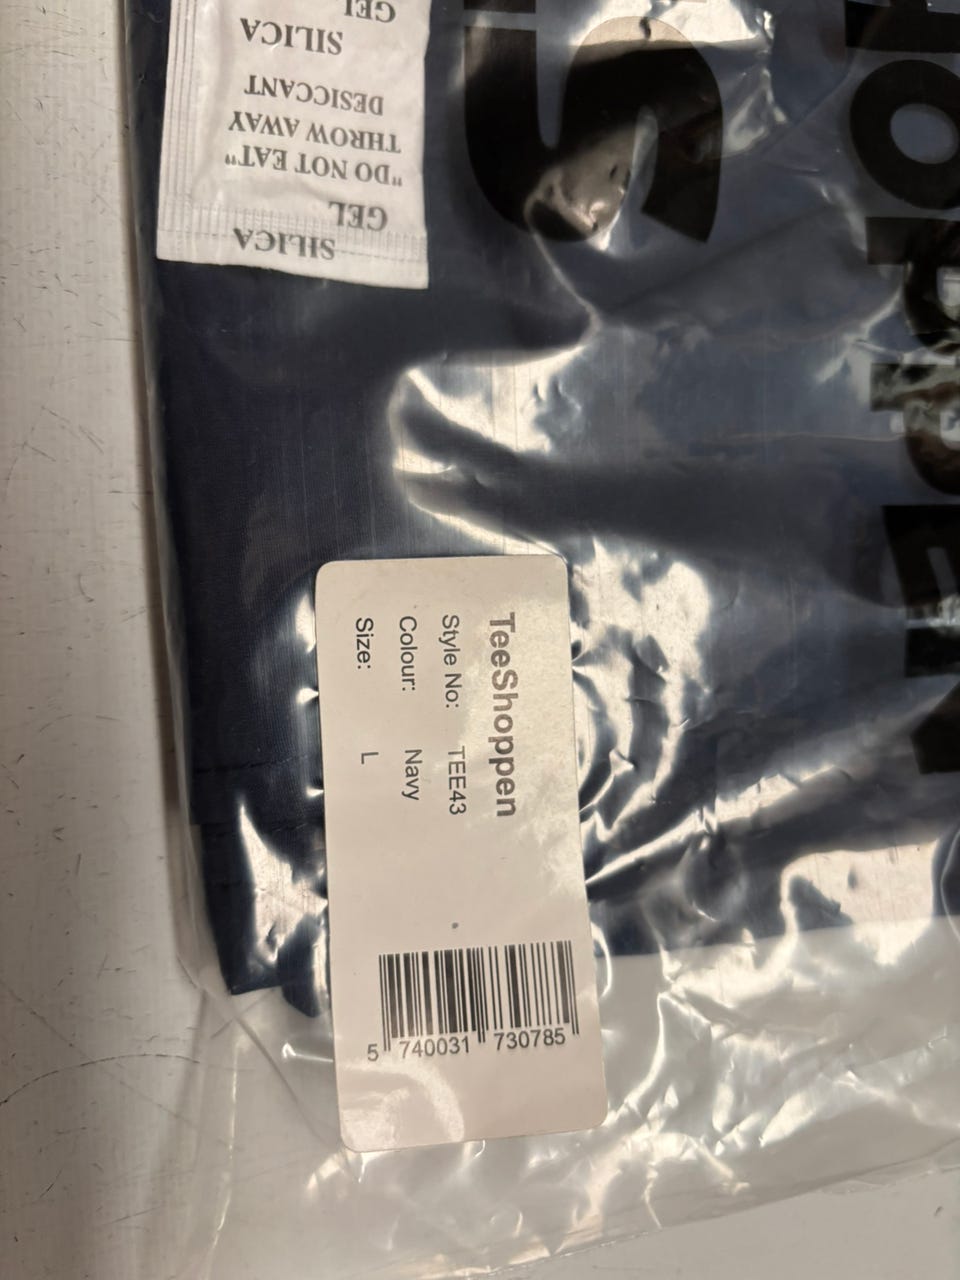 GEL
SILICA
DESICCANT
THROW AWAY
"DO NOT EAT"
GEL
SILICA
TeeShoppen
Style No: TEE43
Colour: Navy
Size: L
5 740031 730785